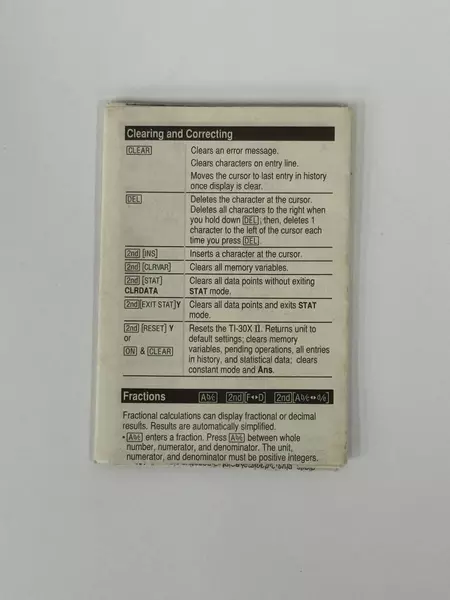 Clearing and Correcting
CLEAR Clears an error message.
Clears characters on entry line.
Moves the cursor to last entry in history
once display is clear.
DEL Deletes the character at the cursor.
Deletes all characters to the right when
you hold down DEL; then, deletes 1
character to the left of the cursor each
time you press DEL.
2nd [INS] Inserts a character at the cursor.
2nd [CLRVAR] Clears all memory variables.
2nd [STAT] Clears all data points without exiting
CLRDATA STAT mode.
2nd [EXIT STAT] Y Clears all data points and exits STAT
mode.
2nd [RESET] Y Resets the TI-30X II. Returns unit to
or default settings; clears memory
ON & CLEAR variables, pending operations, all entries
in history, and statistical data; clears
constant mode and Ans.
Fractions A b/c 2nd [F◄►D] 2nd [A b/c ◄► d/e]
Fractional calculations can display fractional or decimal
results. Results are automatically simplified.
• A b/c enters a fraction. Press A b/c between whole
number, numerator, and denominator. The unit,
numerator, and denominator must be positive integers.